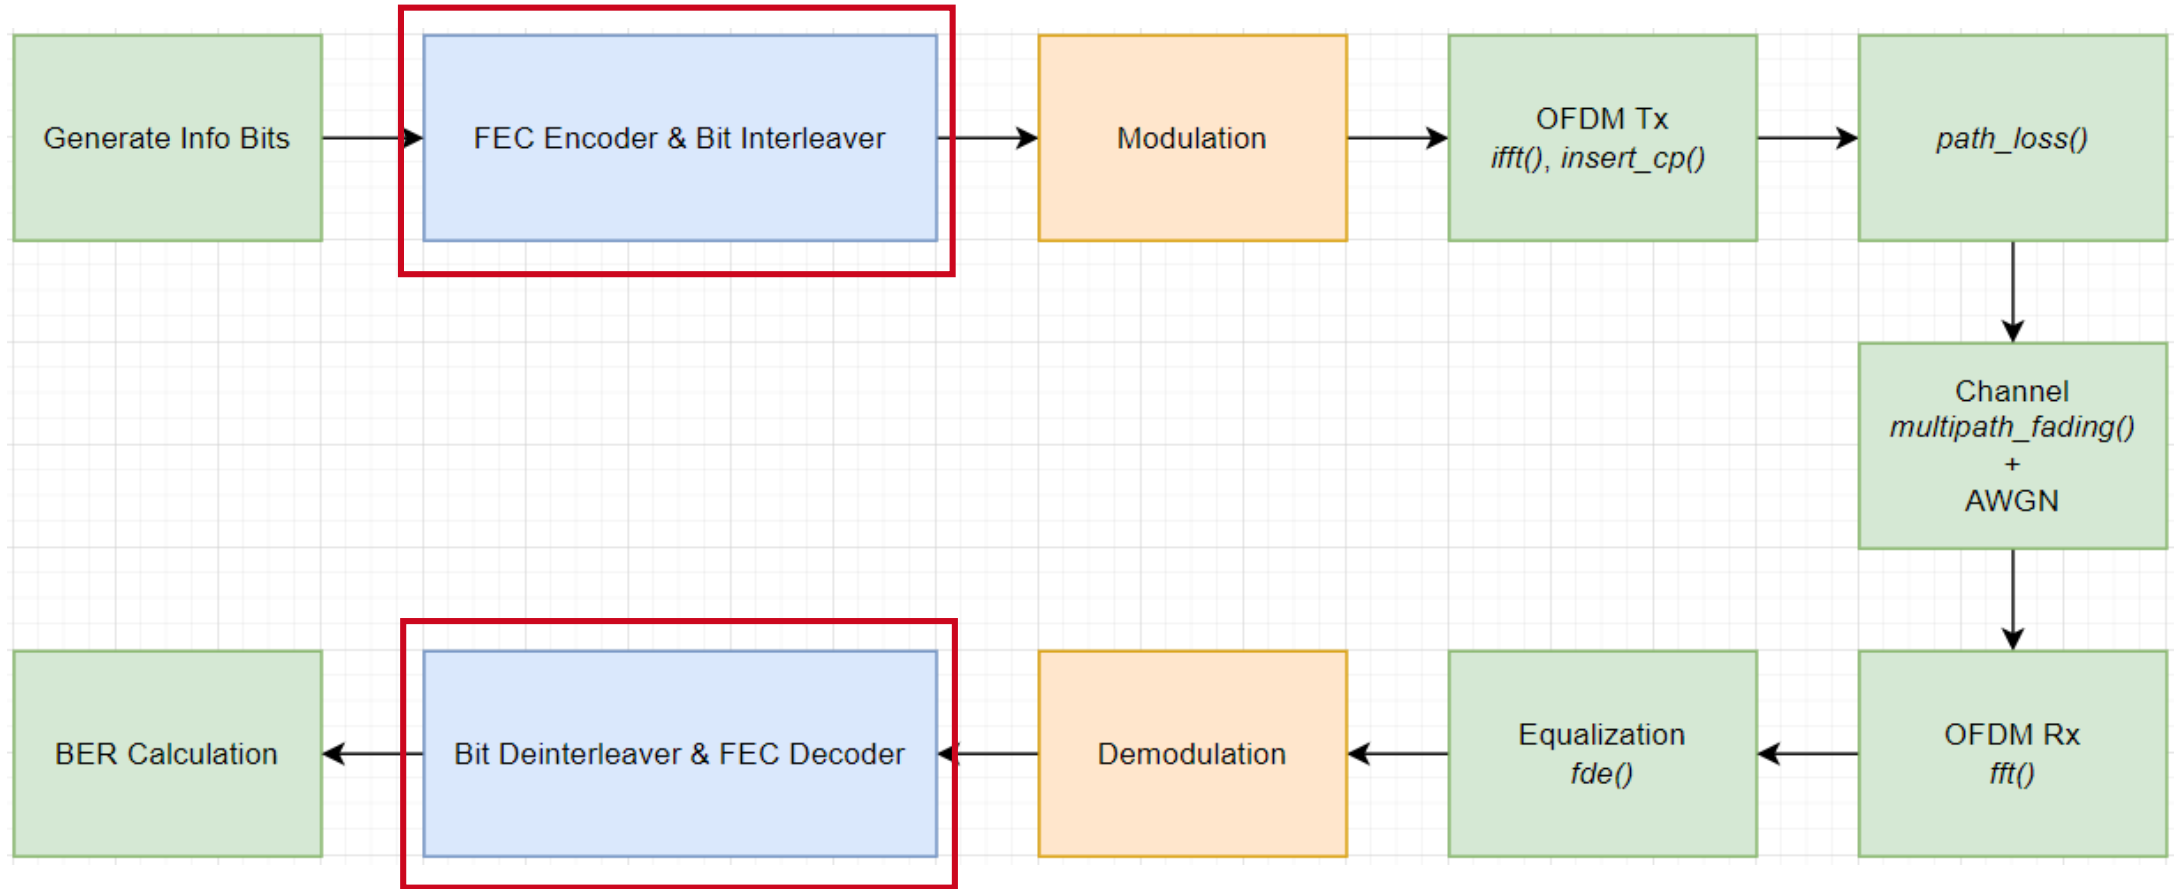 Generate Info Bits
FEC Encoder & Bit Interleaver
Modulation
OFDM Tx
ifft(), insert_cp()
path_loss()
Channel
multipath_fading()
+
AWGN
OFDM Rx
fft()
Equalization
fde()
Demodulation
Bit Deinterleaver & FEC Decoder
BER Calculation